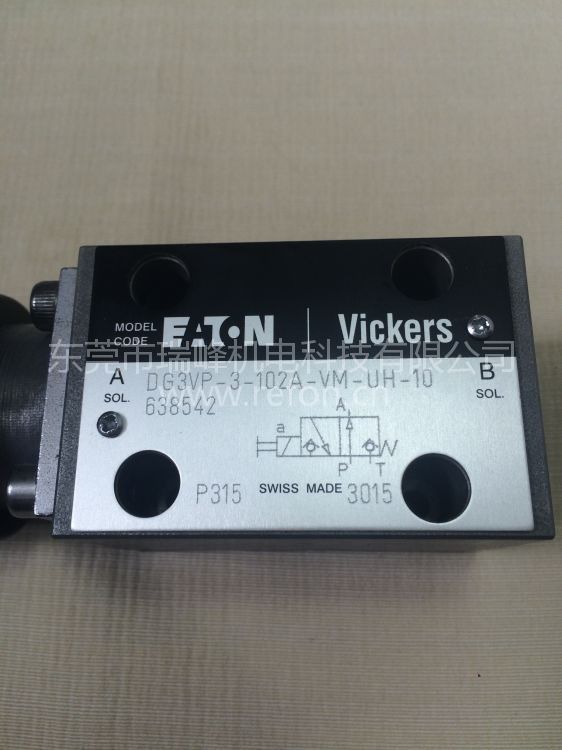 MODEL CODE EATON | Vickers
东莞市瑞峰机电科技有限公司
A SOL. DG3VP-3-102A-VM-UH-10 B SOL.
638542
www.refon.cn
A
a
P T
P315 SWISS MADE 3015